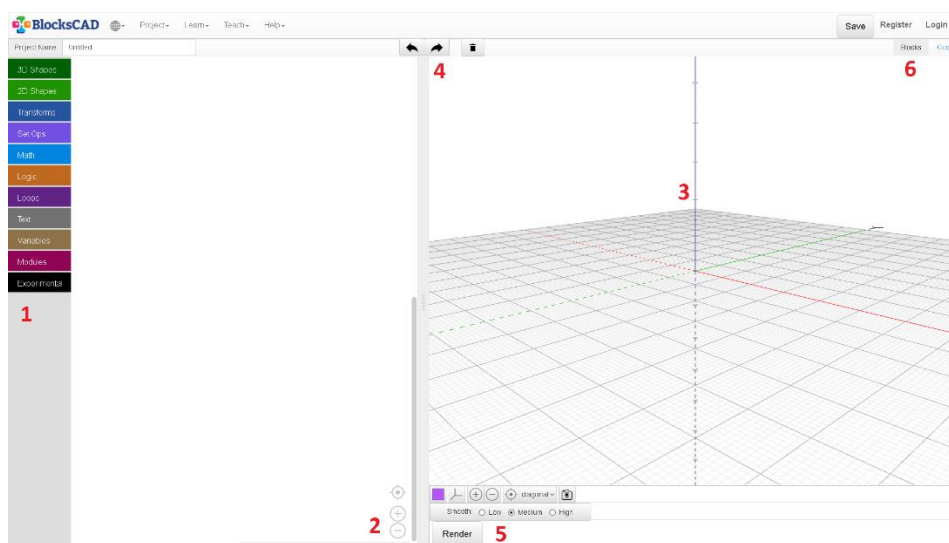 BlocksCAD Project Learn Teach Help Save Register Login
Project Name Untitled Blocks
4 6
3D Shapes
2D Shapes
Transforms
Set Ops
Math
Logic
3
Loops
Text
Variables
Modules
Experimental
1
diagonal
Smooth: Low Medium High
2
Render 5